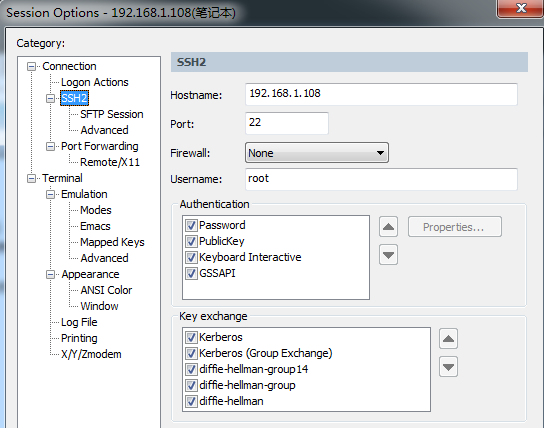 Session Options - 192.168.1.108(笔记本)
Category:
Connection
Logon Actions
SSH2
SFTP Session
Advanced
Port Forwarding
Remote/X11
Terminal
Emulation
Modes
Emacs
Mapped Keys
Advanced
Appearance
ANSI Color
Window
Log File
Printing
X/Y/Zmodem
SSH2
Hostname: 192.168.1.108
Port: 22
Firewall: None
Username: root
Authentication
Password
PublicKey
Keyboard Interactive
GSSAPI
Properties...
Key exchange
Kerberos
Kerberos (Group Exchange)
diffie-hellman-group14
diffie-hellman-group
diffie-hellman